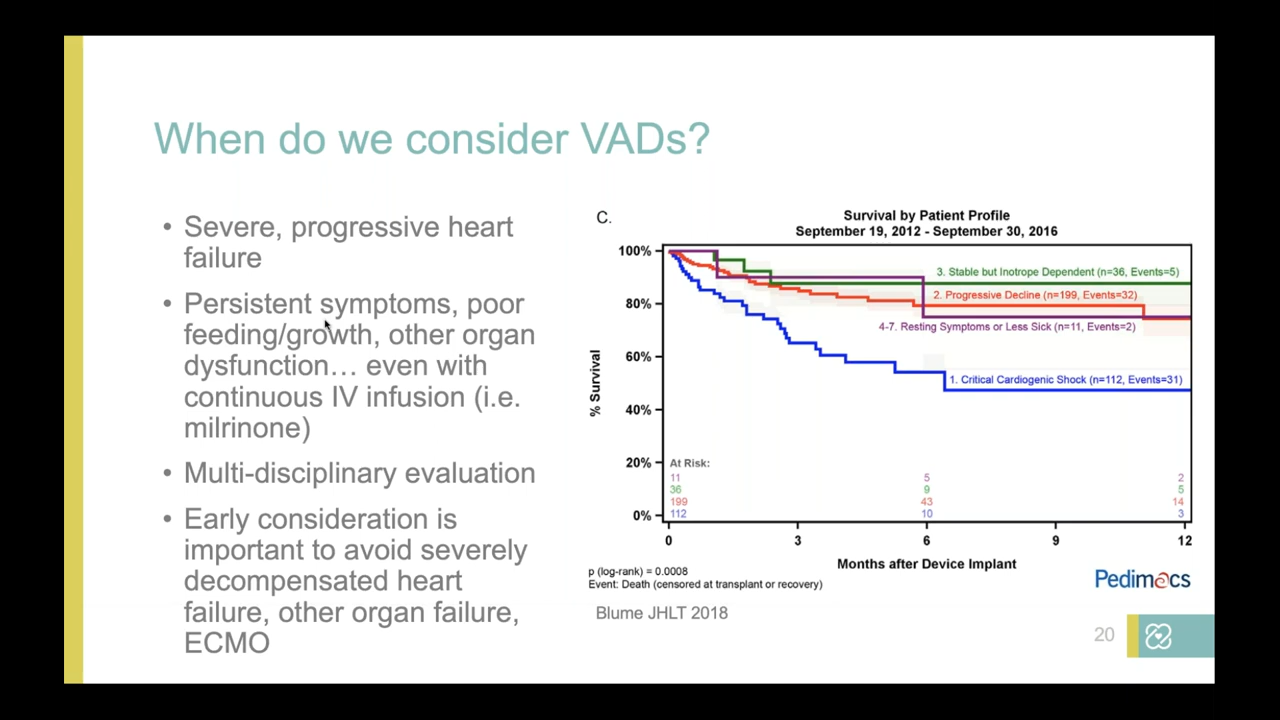 When do we consider VADs?
• Severe, progressive heart
failure
• Persistent symptoms, poor
feeding/growth, other organ
dysfunction… even with
continuous IV infusion (i.e.
milrinone)
• Multi-disciplinary evaluation
• Early consideration is
important to avoid severely
decompensated heart
failure, other organ failure,
ECMO
C.
Survival by Patient Profile
September 19, 2012 - September 30, 2016
% Survival
100%
80%
60%
40%
20%
0%
3. Stable but Inotrope Dependent (n=36, Events=5)
2. Progressive Decline (n=199, Events=32)
4-7. Resting Symptoms or Less Sick (n=11, Events=2)
1. Critical Cardiogenic Shock (n=112, Events=31)
At Risk:
11 5 2
36 9 5
199 43 14
112 10 3
0 3 6 9 12
Months after Device Implant
p (log-rank) = 0.0008
Event: Death (censored at transplant or recovery)
Pedimacs
Blume JHLT 2018
20